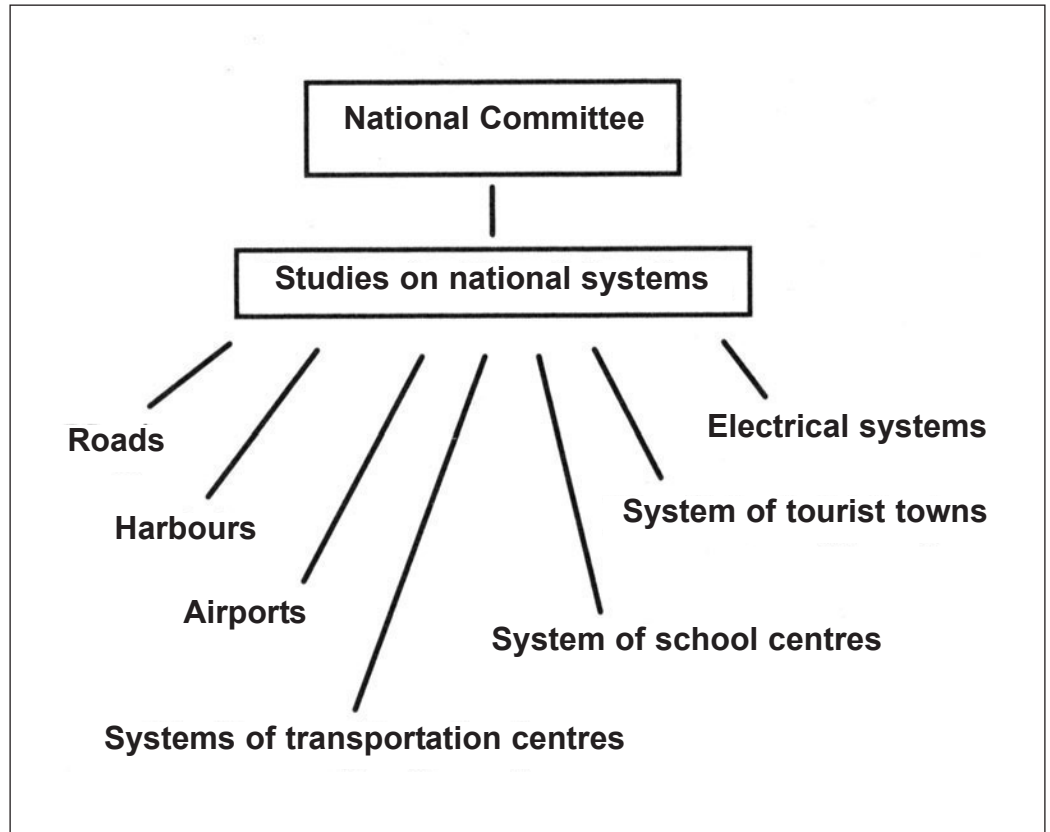 National Committee
Studies on national systems
Roads
Electrical systems
Harbours
System of tourist towns
Airports
System of school centres
Systems of transportation centres